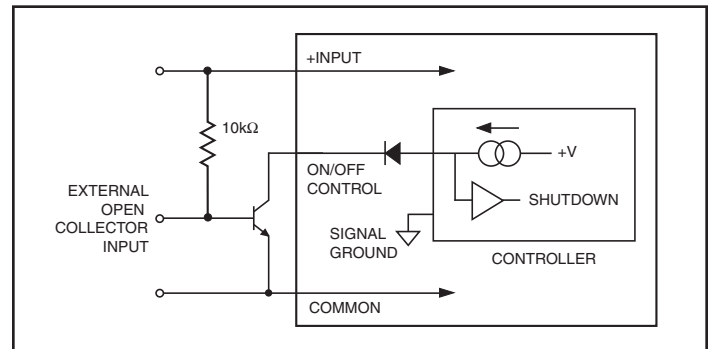 +INPUT
10kΩ
ON/OFF
CONTROL
+V
SHUTDOWN
EXTERNAL
OPEN
COLLECTOR
INPUT
SIGNAL
GROUND
CONTROLLER
COMMON